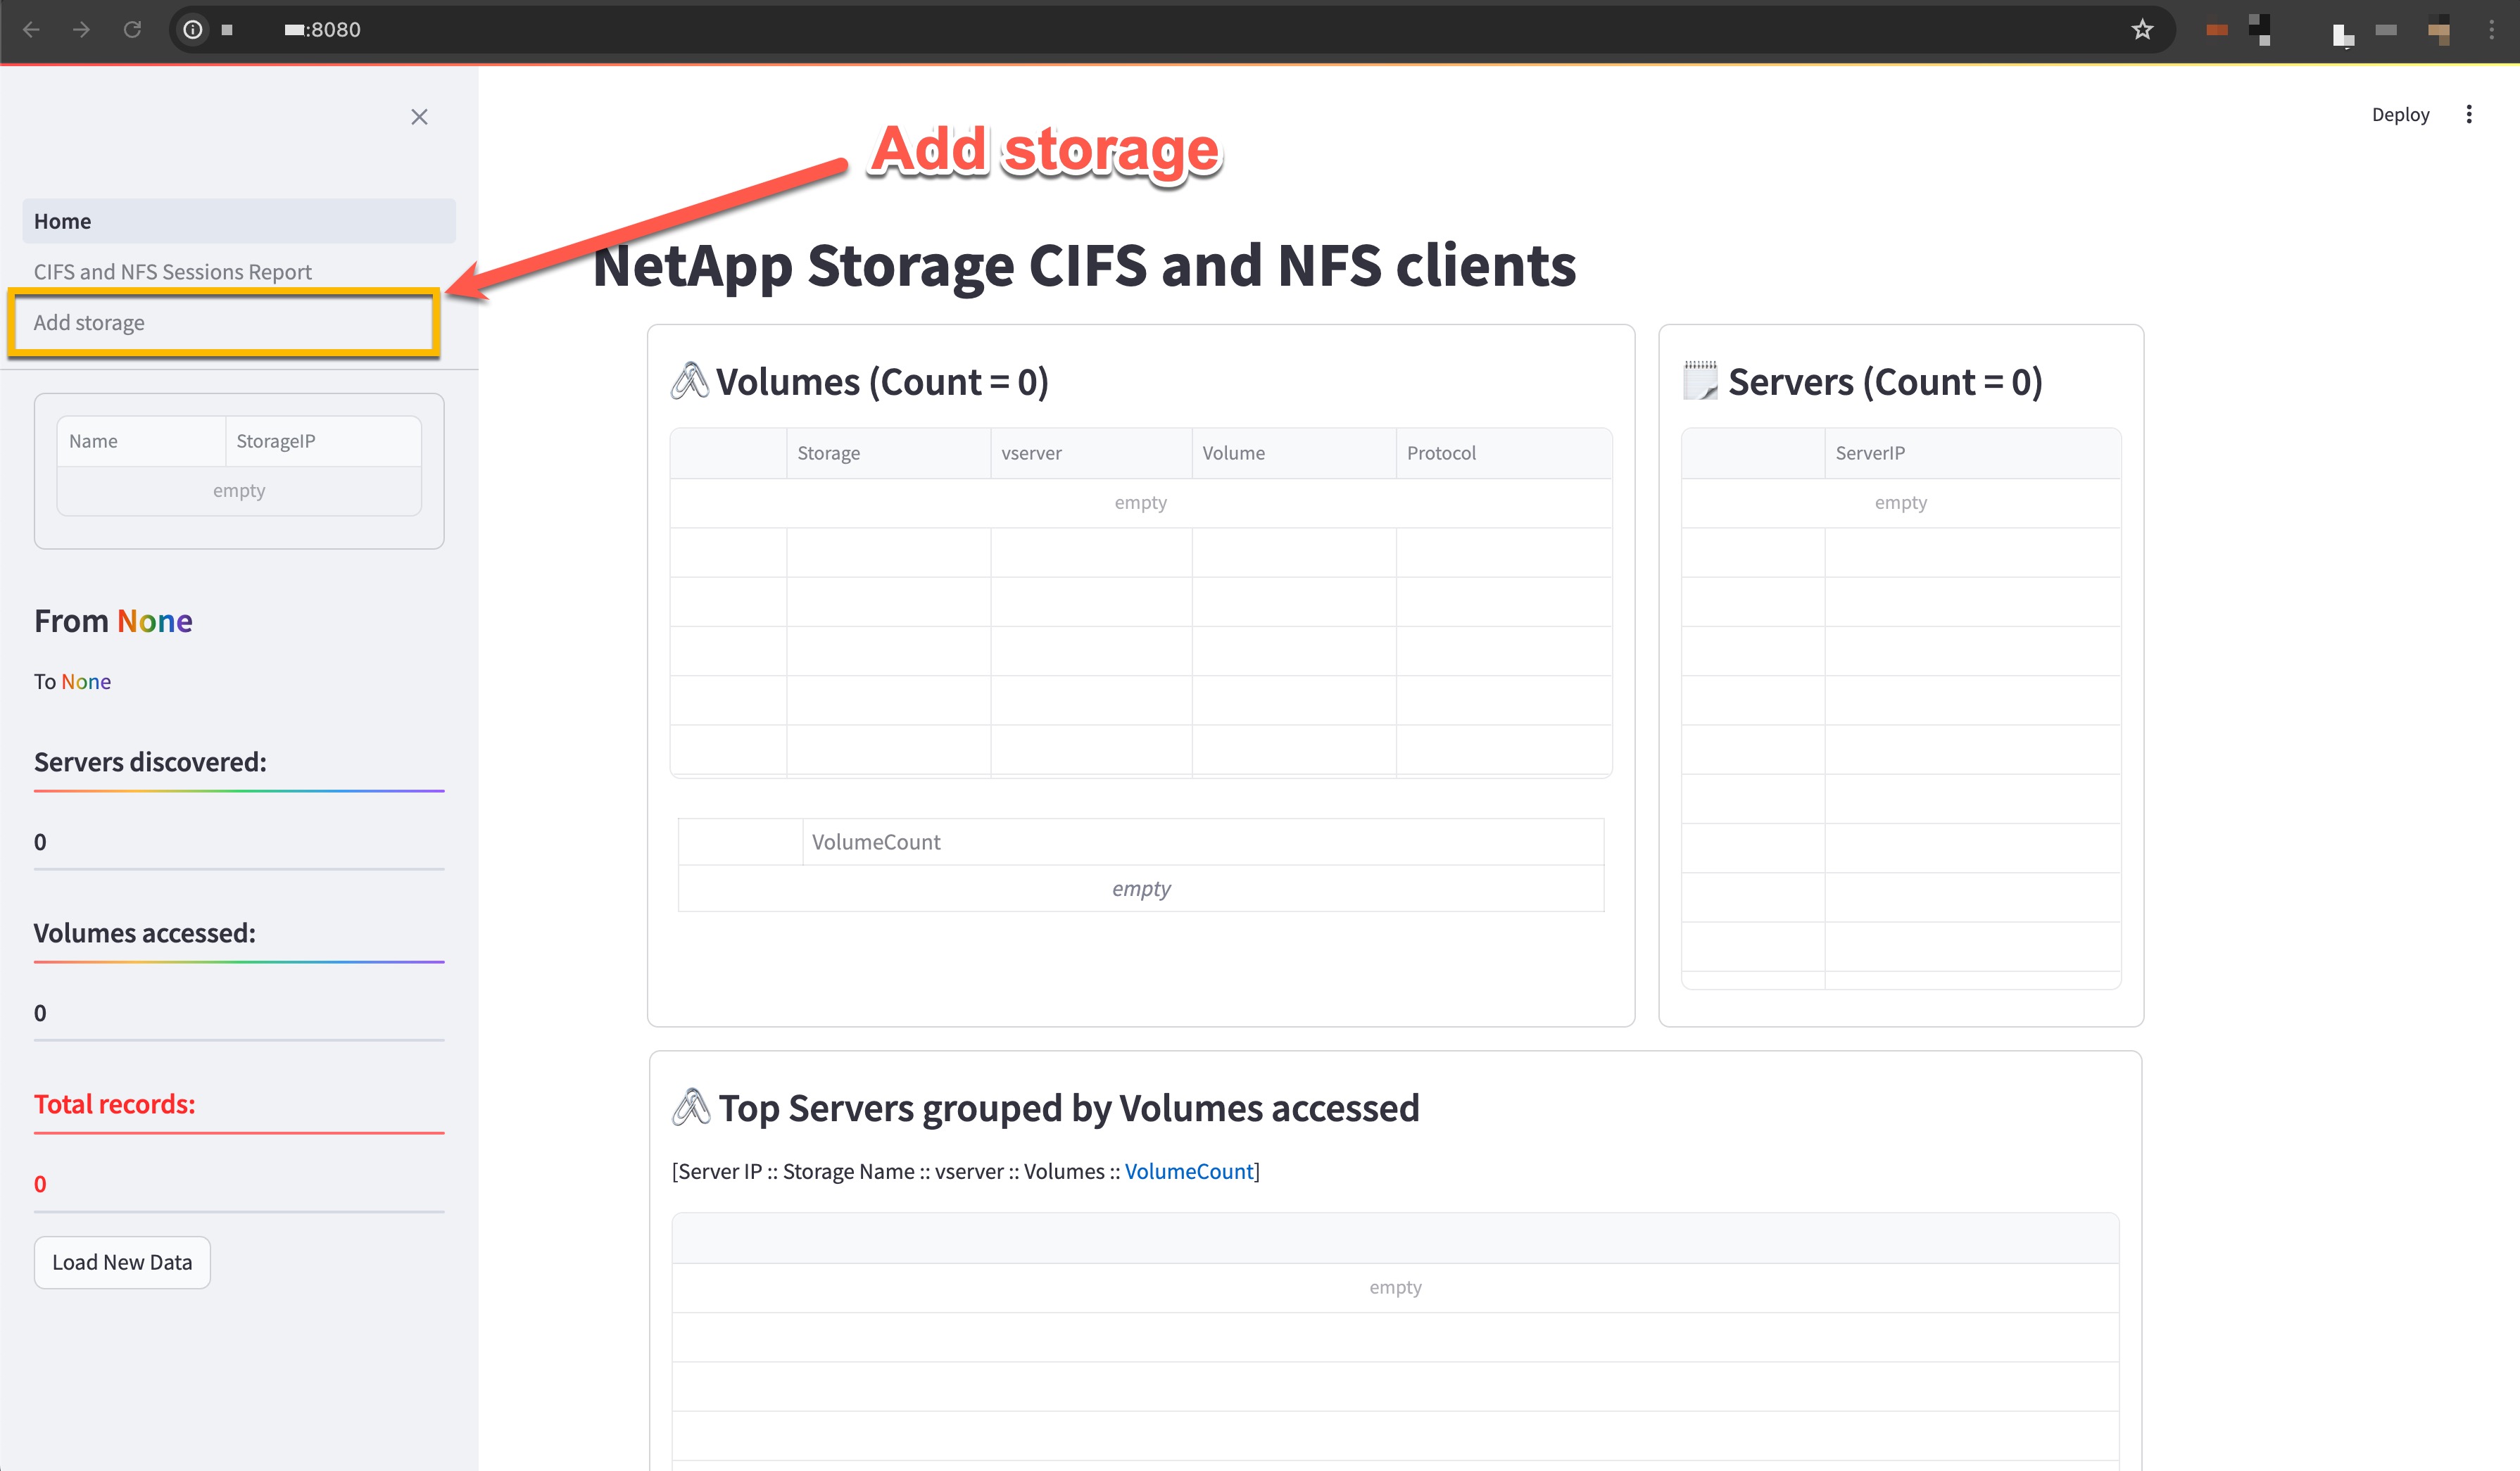 :8080
Deploy
Add storage
Home
CIFS and NFS Sessions Report
Add storage
Name StorageIP
empty
From None
To None
Servers discovered:
0
Volumes accessed:
0
Total records:
0
Load New Data
NetApp Storage CIFS and NFS clients
Volumes (Count = 0)
Storage vserver Volume Protocol
empty
VolumeCount
empty
Servers (Count = 0)
ServerIP
empty
Top Servers grouped by Volumes accessed
[Server IP :: Storage Name :: vserver :: Volumes :: VolumeCount]
empty